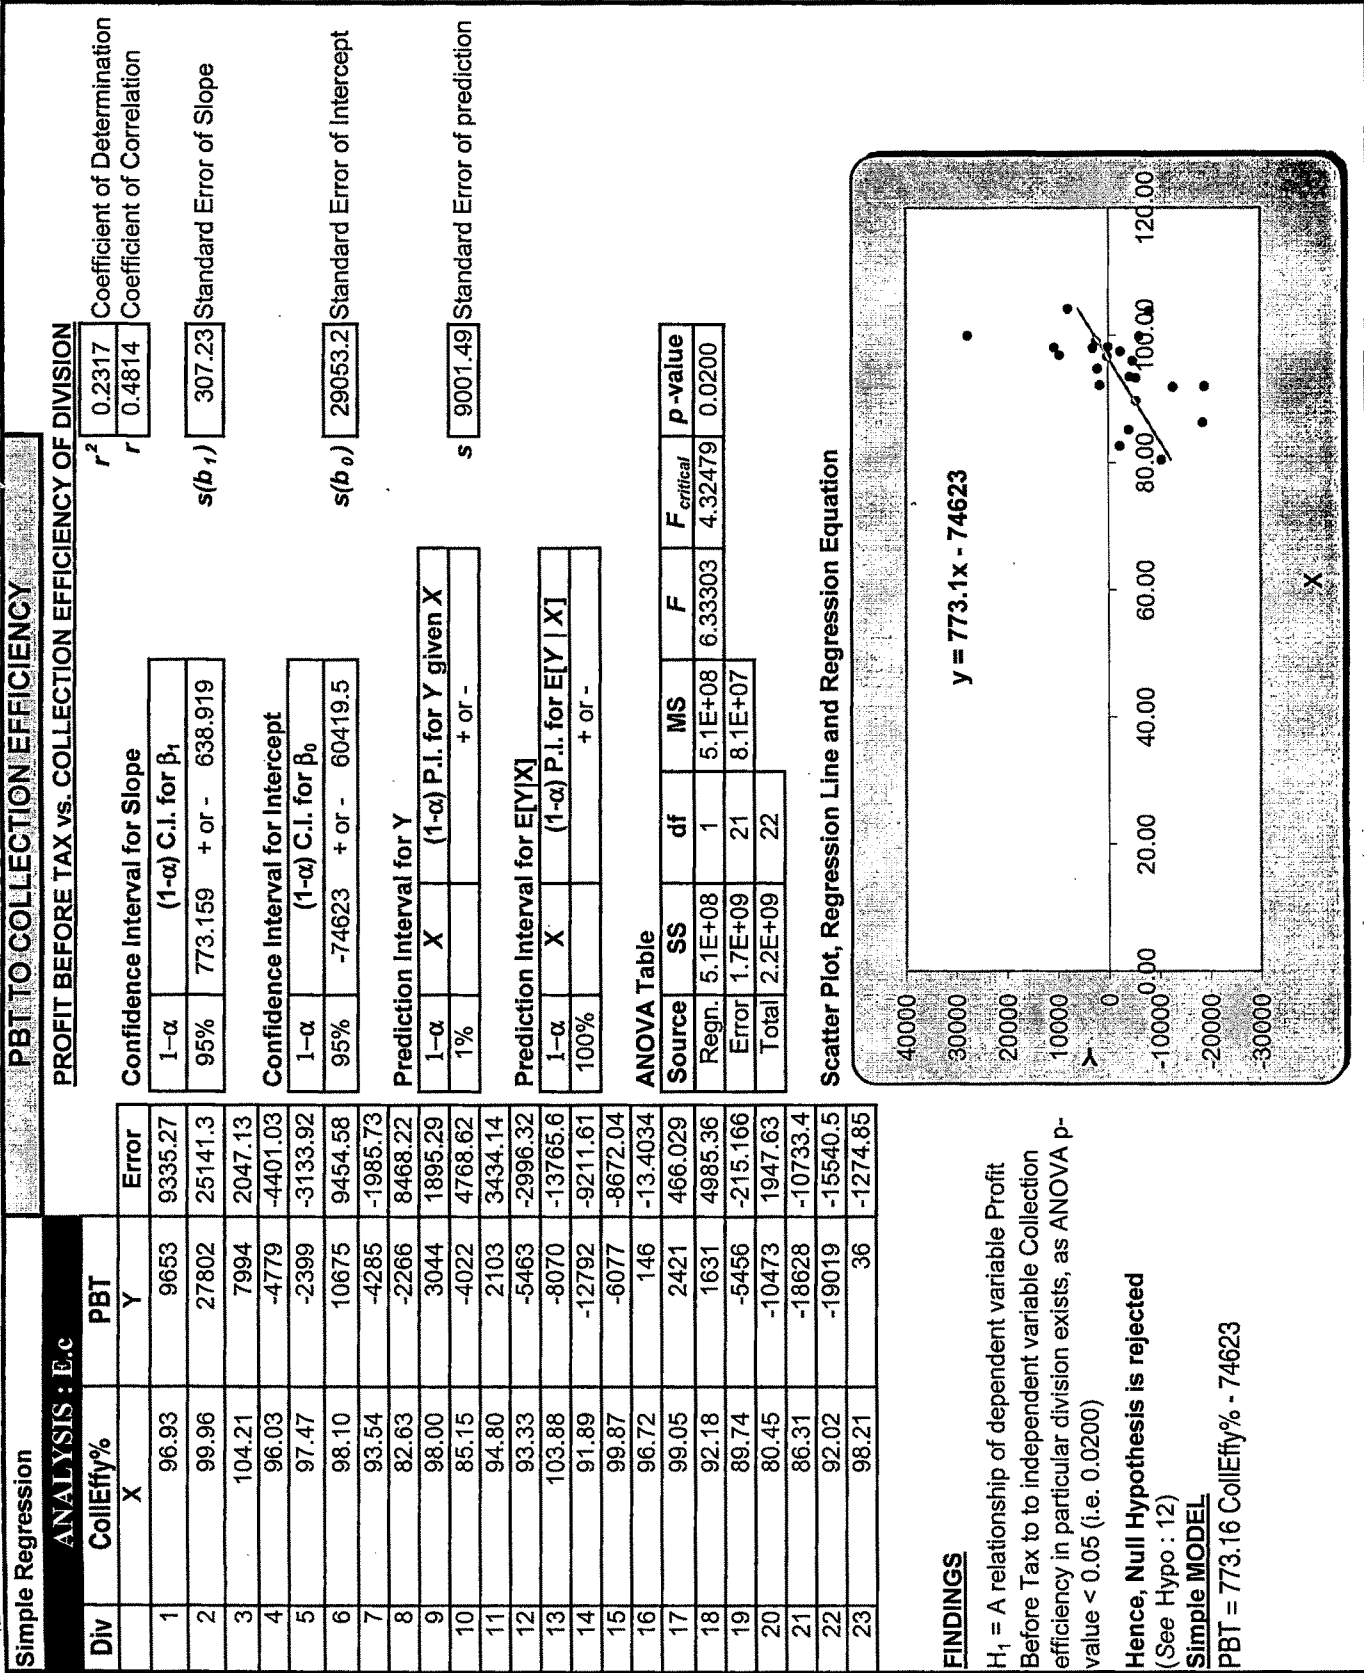 Simple Regression
PBT TO COLLECTION EFFICIENCY
ANALYSIS : E.c
PROFIT BEFORE TAX vs. COLLECTION EFFICIENCY OF DIVISION
Div CollEffy% PBT
X Y Error
1 96.93 9653 9335.27
2 99.96 27802 25141.3
3 104.21 7994 2047.13
4 96.03 -4779 -4401.03
5 97.47 -2399 -3133.92
6 98.10 10675 9454.58
7 93.54 -4285 -1985.73
8 82.63 -2266 8468.22
9 98.00 3044 1895.29
10 85.15 -4022 4768.62
11 94.80 2103 3434.14
12 93.33 -5463 -2996.32
13 103.88 -8070 -13765.6
14 91.89 -12792 -9211.61
15 99.87 -6077 -8672.04
16 96.72 146 -13.4034
17 99.05 2421 466.029
18 92.18 1631 4985.36
19 89.74 -5456 -215.166
20 80.45 -10473 1947.63
21 86.31 -18628 -10733.4
22 92.02 -19019 -15540.5
23 98.21 36 -1274.85
r² 0.2317 Coefficient of Determination
r 0.4814 Coefficient of Correlation
Confidence Interval for Slope
1-α (1-α) C.I. for β₁
95% 773.159 + or - 638.919
s(b₁) 307.23 Standard Error of Slope
Confidence Interval for Intercept
1-α (1-α) C.I. for β₀
95% -74623 + or - 60419.5
s(b₀) 29053.2 Standard Error of Intercept
Prediction Interval for Y
1-α X (1-α) P.I. for Y given X
1% + or -
s 9001.49 Standard Error of prediction
Prediction Interval for E[Y|X]
1-α X (1-α) P.I. for E[Y | X]
100% + or -
ANOVA Table
Source SS df MS F F critical p-value
Regn. 5.1E+08 1 5.1E+08 6.33303 4.32479 0.0200
Error 1.7E+09 21 8.1E+07
Total 2.2E+09 22
Scatter Plot, Regression Line and Regression Equation
y = 773.1x - 74623
40000
30000
20000
10000
0
-10000
-20000
-30000
Y
0.00 20.00 40.00 60.00 80.00 100.00 120.00
X
FINDINGS
H₁ = A relationship of dependent variable Profit
Before Tax to to independent variable Collection
efficiency in particular division exists, as ANOVA p-
value < 0.05 (i.e. 0.0200)
Hence, Null Hypothesis is rejected
(See Hypo : 12)
Simple MODEL
PBT = 773.16 CollEffy% - 74623